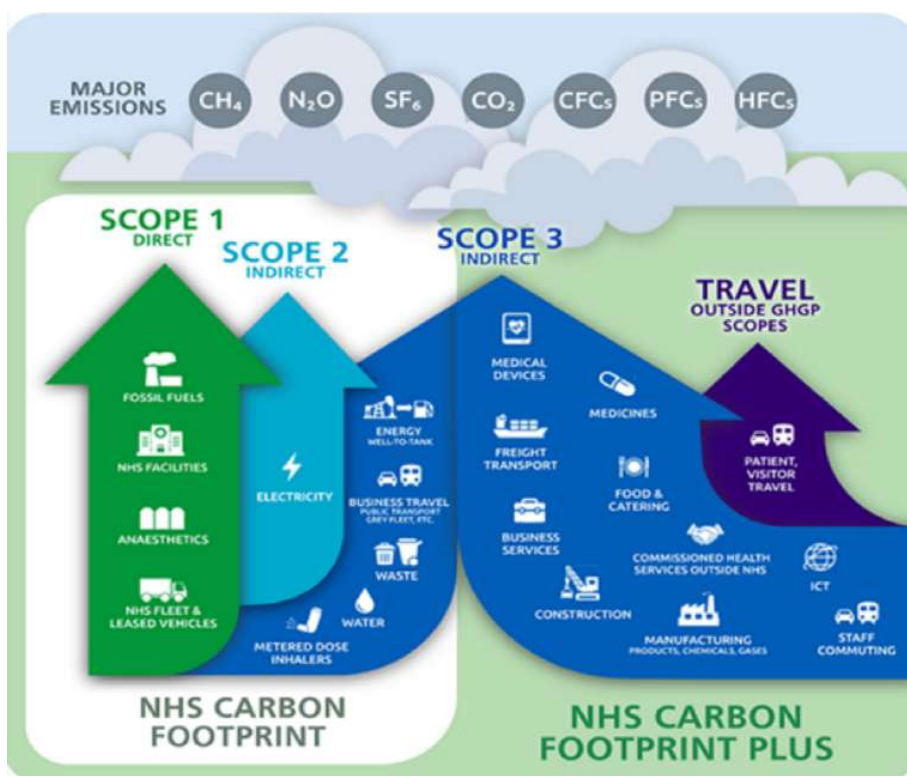 MAJOR
EMISSIONS
CH₄
N₂O
SF₆
CO₂
CFCs
PFCs
HFCs
SCOPE 1
DIRECT
FOSSIL FUELS
NHS FACILITIES
ANAESTHETICS
NHS FLEET &
LEASED VEHICLES
SCOPE 2
INDIRECT
ELECTRICITY
SCOPE 3
INDIRECT
ENERGY
WELL-TO-TANK
BUSINESS TRAVEL
PUBLIC TRANSPORT
GREY FLEET, ETC.
WASTE
WATER
METERED DOSE
INHALERS
MEDICAL
DEVICES
MEDICINES
FREIGHT
TRANSPORT
FOOD &
CATERING
BUSINESS
SERVICES
COMMISSIONED HEALTH
SERVICES OUTSIDE NHS
ICT
CONSTRUCTION
MANUFACTURING
PRODUCTS, CHEMICALS, GASES
STAFF
COMMUTING
TRAVEL
OUTSIDE GHGP
SCOPES
PATIENT,
VISITOR
TRAVEL
NHS CARBON
FOOTPRINT
NHS CARBON
FOOTPRINT PLUS